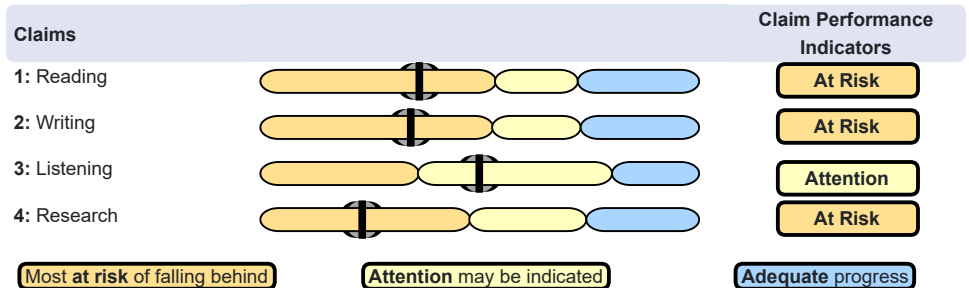 Claims
Claim Performance
Indicators
1: Reading
At Risk
2: Writing
At Risk
3: Listening
Attention
4: Research
At Risk
Most at risk of falling behind
Attention may be indicated
Adequate progress